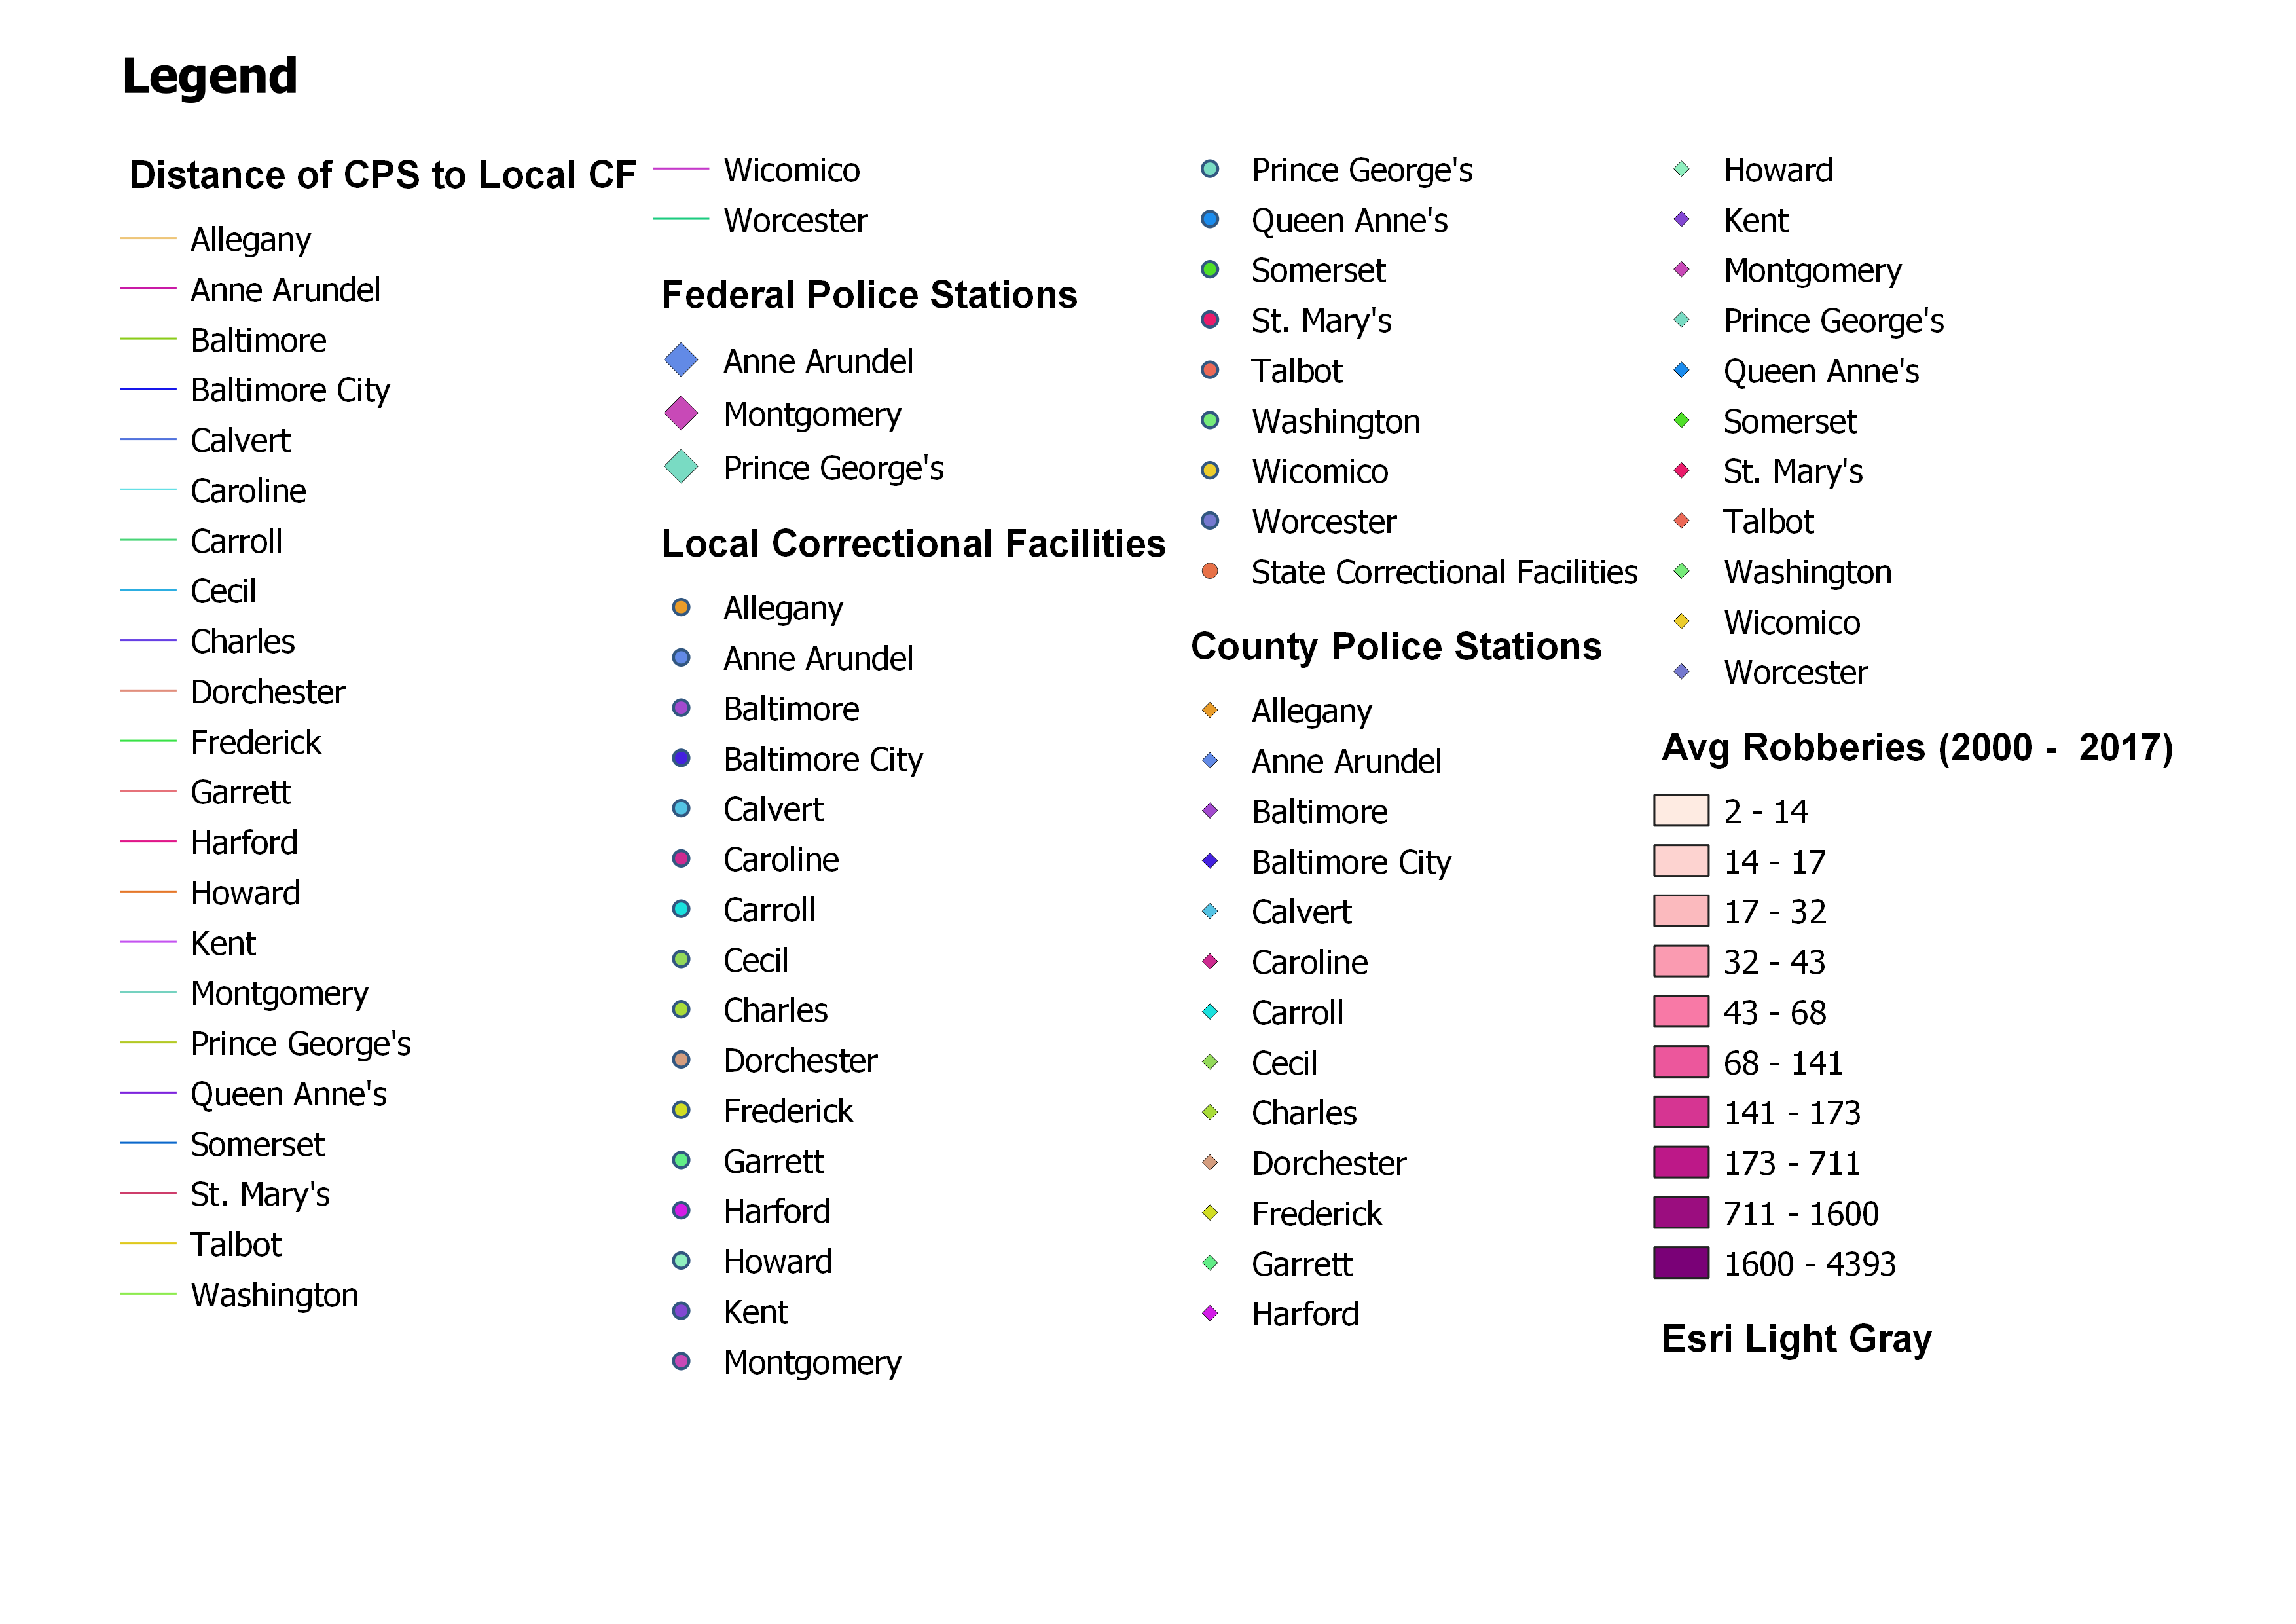 Legend
Distance of CPS to Local CF
Allegany
Anne Arundel
Baltimore
Baltimore City
Calvert
Caroline
Carroll
Cecil
Charles
Dorchester
Frederick
Garrett
Harford
Howard
Kent
Montgomery
Prince George's
Queen Anne's
Somerset
St. Mary's
Talbot
Washington
Wicomico
Worcester
Federal Police Stations
Anne Arundel
Montgomery
Prince George's
Local Correctional Facilities
Allegany
Anne Arundel
Baltimore
Baltimore City
Calvert
Caroline
Carroll
Cecil
Charles
Dorchester
Frederick
Garrett
Harford
Howard
Kent
Montgomery
Prince George's
Queen Anne's
Somerset
St. Mary's
Talbot
Washington
Wicomico
Worcester
State Correctional Facilities
County Police Stations
Allegany
Anne Arundel
Baltimore
Baltimore City
Calvert
Caroline
Carroll
Cecil
Charles
Dorchester
Frederick
Garrett
Harford
Howard
Kent
Montgomery
Prince George's
Queen Anne's
Somerset
St. Mary's
Talbot
Washington
Wicomico
Worcester
Avg Robberies (2000 -  2017)
2 - 14
14 - 17
17 - 32
32 - 43
43 - 68
68 - 141
141 - 173
173 - 711
711 - 1600
1600 - 4393
Esri Light Gray